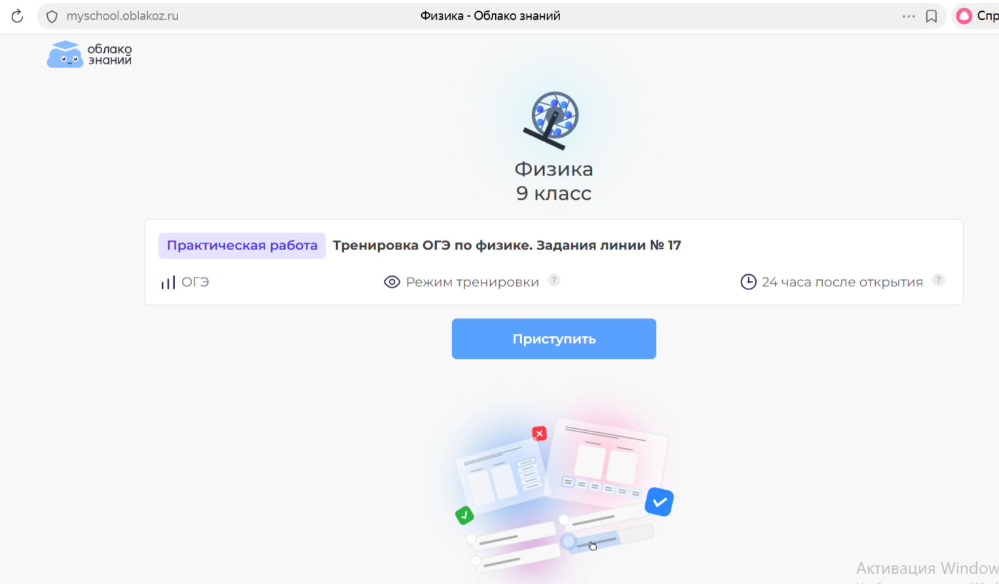 myschool.oblakoz.ru
Физика - Облако знаний
Спр
облако
знаний
Физика
9 класс
Практическая работа Тренировка ОГЭ по физике. Задания линии № 17
ОГЭ
Режим тренировки ?
24 часа после открытия ?
Приступить
Активация Window